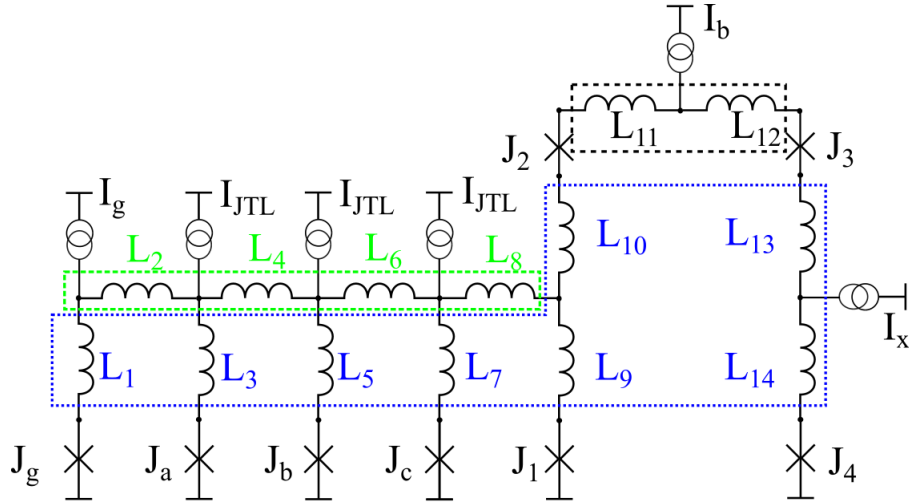 I_b
L_11 L_12
J_2 J_3
I_g I_JTL I_JTL I_JTL
L_2 L_4 L_6 L_8
L_10 L_13
I_x
L_1 L_3 L_5 L_7 L_9 L_14
J_g J_a J_b J_c J_1 J_4